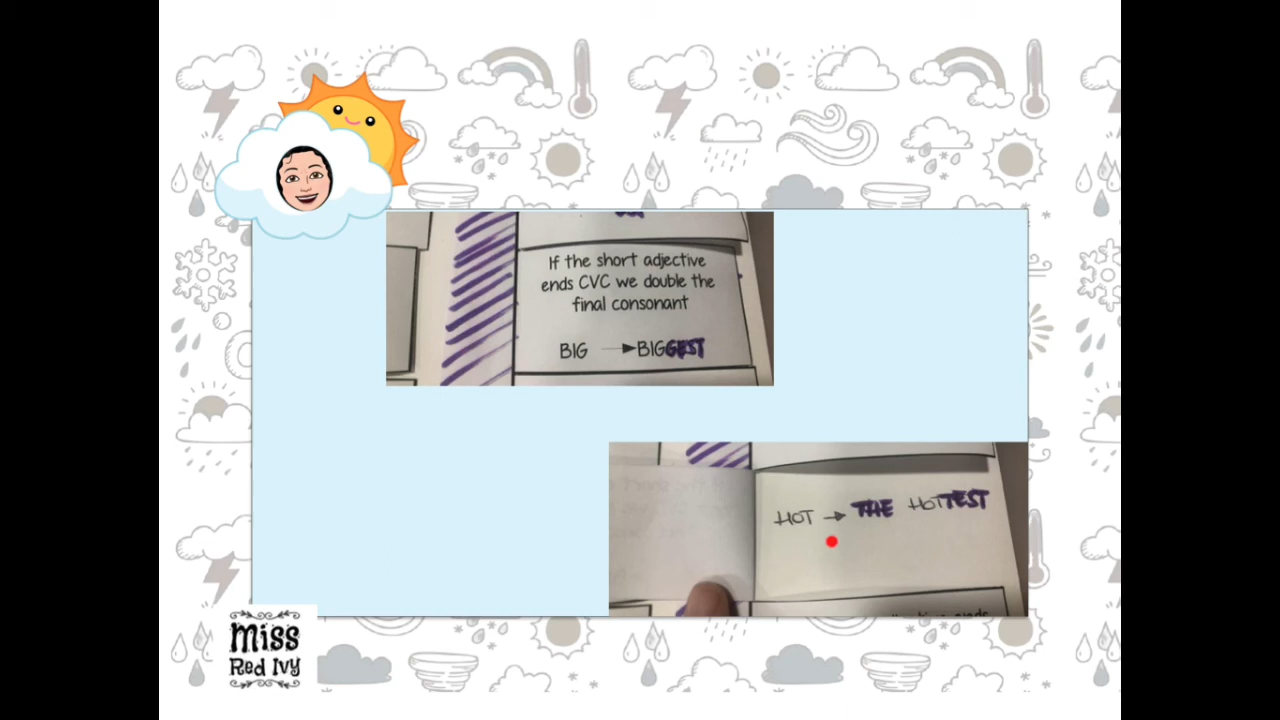 If the short adjective
ends CVC we double the
final consonant
BIG → BIGGEST
HOT → THE HOTTEST
Miss
Red Ivy